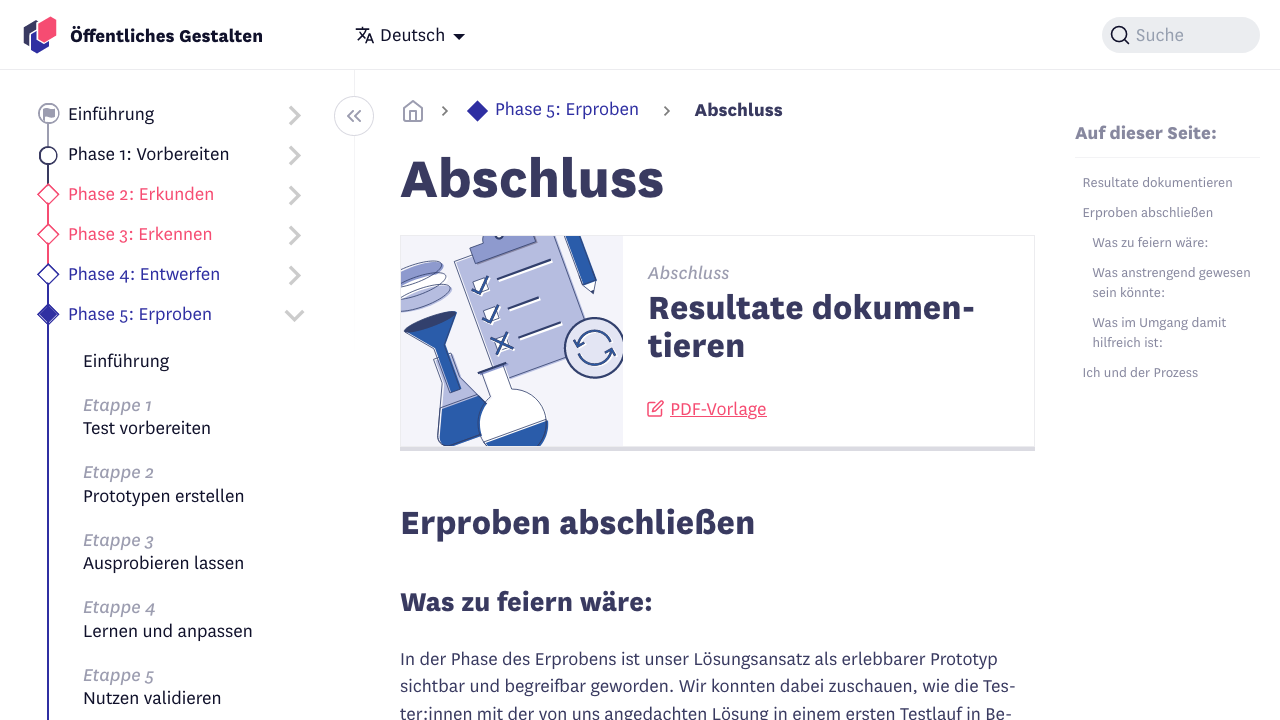 Öffentliches Gestalten
Deutsch
Suche
Einführung
Phase 1: Vorbereiten
Phase 2: Erkunden
Phase 3: Erkennen
Phase 4: Entwerfen
Phase 5: Erproben
Einführung
Etappe 1
Test vorbereiten
Etappe 2
Prototypen erstellen
Etappe 3
Ausprobieren lassen
Etappe 4
Lernen und anpassen
Etappe 5
Nutzen validieren
Phase 5: Erproben
Abschluss
Abschluss
Abschluss
Resultate dokumen-
tieren
PDF-Vorlage
Erproben abschließen
Was zu feiern wäre:
In der Phase des Erprobens ist unser Lösungsansatz als erlebbarer Prototyp
sichtbar und begreifbar geworden. Wir konnten dabei zuschauen, wie die Tes-
ter:innen mit der von uns angedachten Lösung in einem ersten Testlauf in Be-
Auf dieser Seite:
Resultate dokumentieren
Erproben abschließen
Was zu feiern wäre:
Was anstrengend gewesen
sein könnte:
Was im Umgang damit
hilfreich ist:
Ich und der Prozess